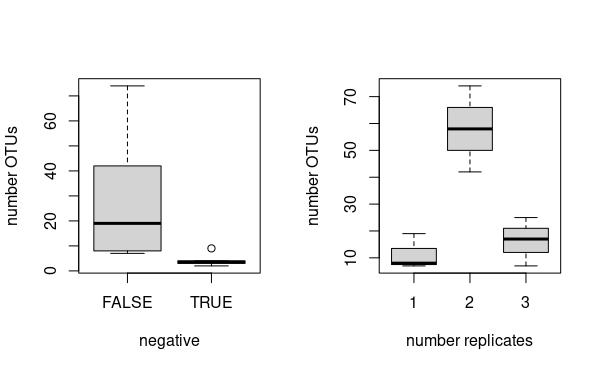 number OTUs
60
40
20
0
FALSE TRUE
negative
number OTUs
70
50
30
10
1 2 3
number replicates